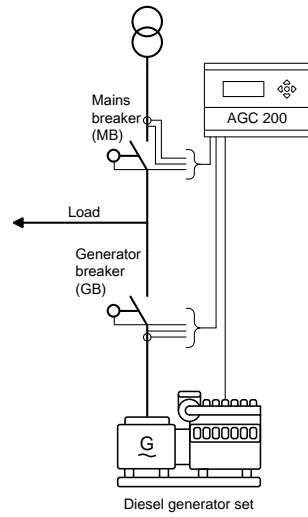 Mains
breaker
(MB)
AGC 200
Load
Generator
breaker
(GB)
G
Diesel generator set